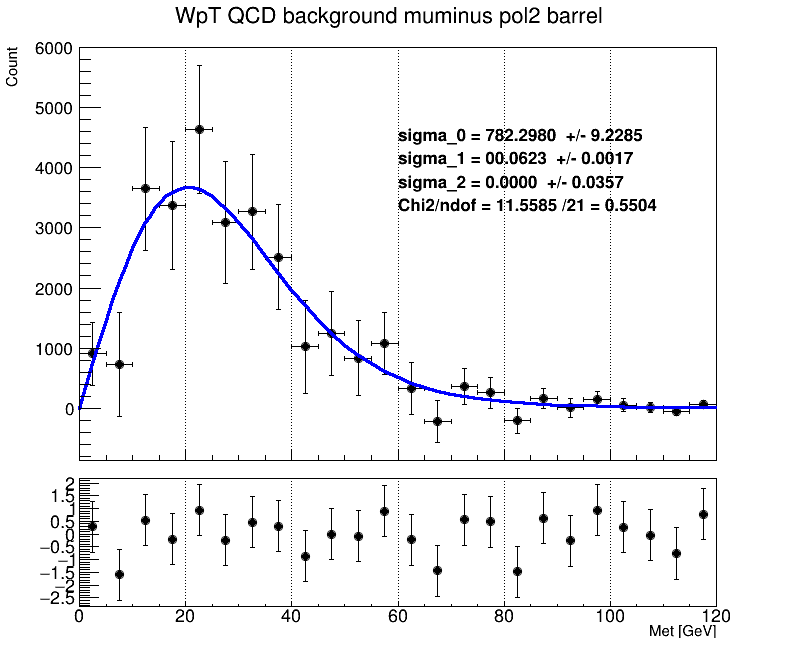 WpT QCD background muminus pol2 barrel
Count
6000
5000
4000
3000
2000
1000
0
sigma_0 = 782.2980 +/- 9.2285
sigma_1 = 00.0623 +/- 0.0017
sigma_2 = 0.0000 +/- 0.0357
Chi2/ndof = 11.5585 /21 = 0.5504
2
1.5
1
0.5
0
−0.5
−1
−1.5
−2
−2.5
0 20 40 60 80 100 120
Met [GeV]